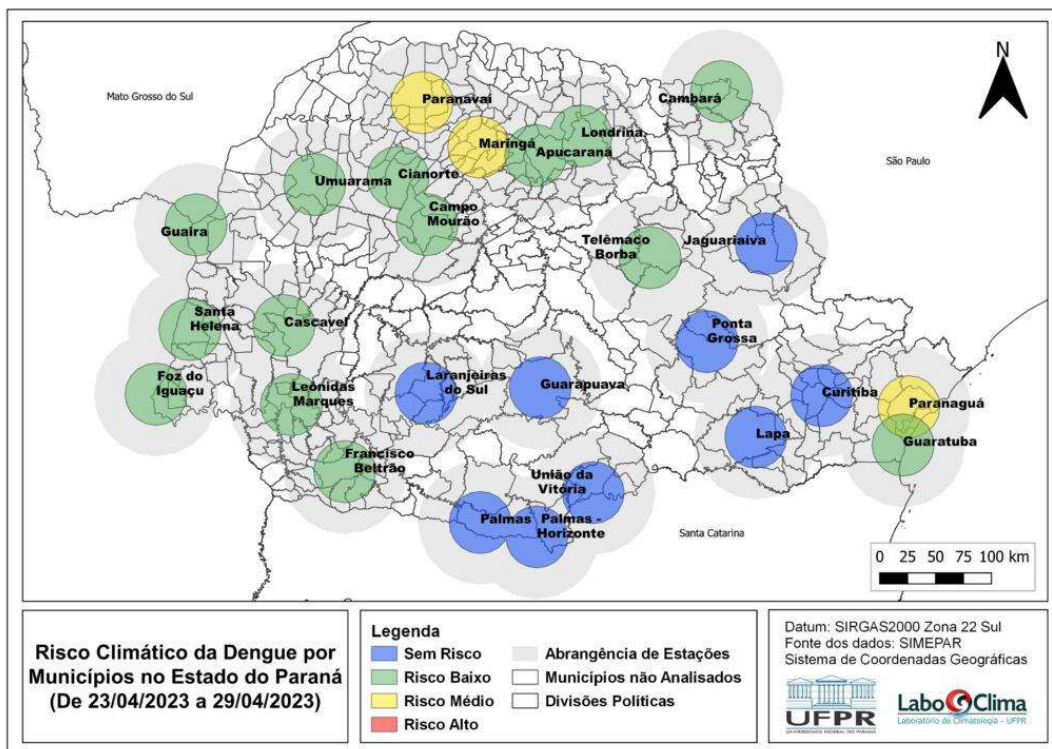 N
Mato Grosso do Sul
São Paulo
Santa Catarina
Cambará
Paranavaí
Londrina
Maringá
Apucarana
Cianorte
Umuarama
Campo
Mourão
Guaíra
Telêmaco
Borba
Jaguariaíva
Santa
Helena
Cascavel
Ponta
Grossa
Foz do
Iguaçu
Leônidas
Marques
Laranjeiras
do Sul
Guarapuava
Curitiba
Paranaguá
Lapa
Guaratuba
Francisco
Beltrão
União da
Vitória
Palmas
Palmas -
Horizonte
0 25 50 75 100 km
Risco Climático da Dengue por
Municípios no Estado do Paraná
(De 23/04/2023 a 29/04/2023)
Legenda
Sem Risco
Risco Baixo
Risco Médio
Risco Alto
Abrangência de Estações
Municípios não Analisados
Divisões Políticas
Datum: SIRGAS2000 Zona 22 Sul
Fonte dos dados: SIMEPAR
Sistema de Coordenadas Geográficas
UFPR
UNIVERSIDADE FEDERAL DO PARANÁ
LaboClima
Laboratório de Climatologia - UFPR